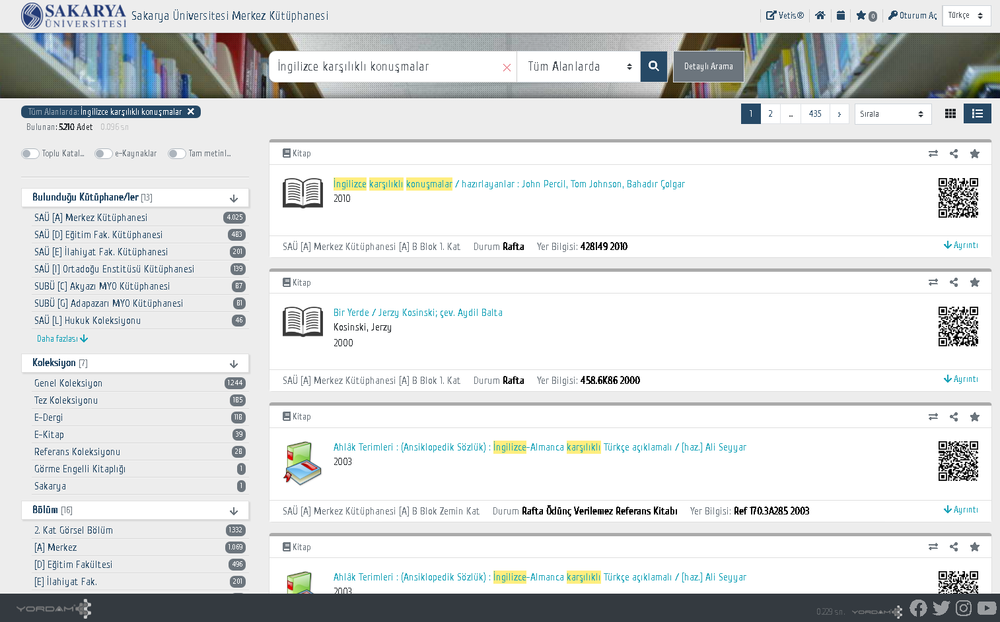 SAKARYA
ÜNİVERSİTESİ
Sakarya Üniversitesi Merkez Kütüphanesi
Vetis®
0
Oturum Aç
Türkçe
İngilizce karşılıklı konuşmalar
Tüm Alanlarda
Detaylı Arama
Tüm Alanlarda: İngilizce karşılıklı konuşmalar
Bulunan: 5.210 Adet 0.096 sn
1 2 ... 435 ›
Sırala
Toplu Katal... e-Kaynaklar Tam metinl...
Bulunduğu Kütüphane/ler [13]
SAÜ [A] Merkez Kütüphanesi 4.025
SAÜ [D] Eğitim Fak. Kütüphanesi 483
SAÜ [E] İlahiyat Fak. Kütüphanesi 201
SAÜ [I] Ortadoğu Enstitüsü Kütüphanesi 139
SUBÜ [C] Akyazı MYO Kütüphanesi 87
SUBÜ [G] Adapazarı MYO Kütüphanesi 81
SAÜ [L] Hukuk Koleksiyonu 46
Daha fazlası
Koleksiyon [7]
Genel Koleksiyon 1.244
Tez Koleksiyonu 185
E-Dergi 118
E-Kitap 39
Referans Koleksiyonu 28
Görme Engelli Kitaplığı 1
Sakarya 1
Bölüm [16]
2. Kat Görsel Bölüm 1.332
[A] Merkez 1.069
[D] Eğitim Fakültesi 496
[E] İlahiyat Fak. 201
Kitap
İngilizce karşılıklı konuşmalar / hazırlayanlar : John Percil, Tom Johnson, Bahadır Çolgar
2010
SAÜ [A] Merkez Kütüphanesi [A] B Blok 1. Kat Durum Rafta Yer Bilgisi: 428I49 2010
Ayrıntı
Kitap
Bir Yerde / Jerzy Kosinski; çev. Aydil Balta
Kosinski, Jerzy
2000
SAÜ [A] Merkez Kütüphanesi [A] B Blok 1. Kat Durum Rafta Yer Bilgisi: 458.6K86 2000
Ayrıntı
Kitap
Ahlâk Terimleri : (Ansiklopedik Sözlük) : İngilizce-Almanca karşılıklı Türkçe açıklamalı / [haz.] Ali Seyyar
2003
SAÜ [A] Merkez Kütüphanesi [A] B Blok Zemin Kat Durum Rafta Ödünç Verilemez Referans Kitabı Yer Bilgisi: Ref 170.3A285 2003
Ayrıntı
Kitap
Ahlâk Terimleri : (Ansiklopedik Sözlük) : İngilizce-Almanca karşılıklı Türkçe açıklamalı / [haz.] Ali Seyyar
2003
YORDAM
0.229 sn. YORDAM